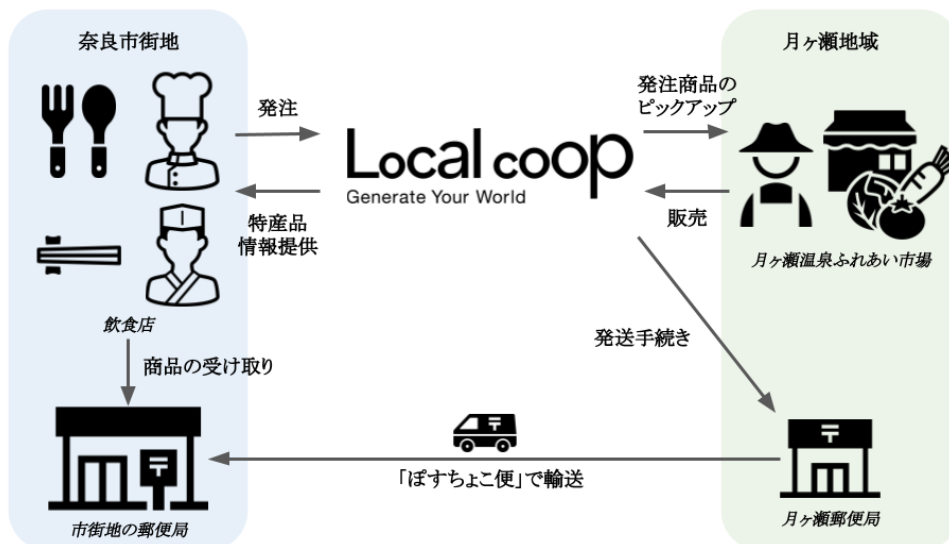 奈良市街地
月ヶ瀬地域
発注
発注商品の
ピックアップ
Local coop
Generate Your World
特産品
情報提供
販売
月ヶ瀬温泉ふれあい市場
飲食店
商品の受け取り
発送手続き
〒
〒
〒
「ぽすちょこ便」で輸送
市街地の郵便局
月ヶ瀬郵便局